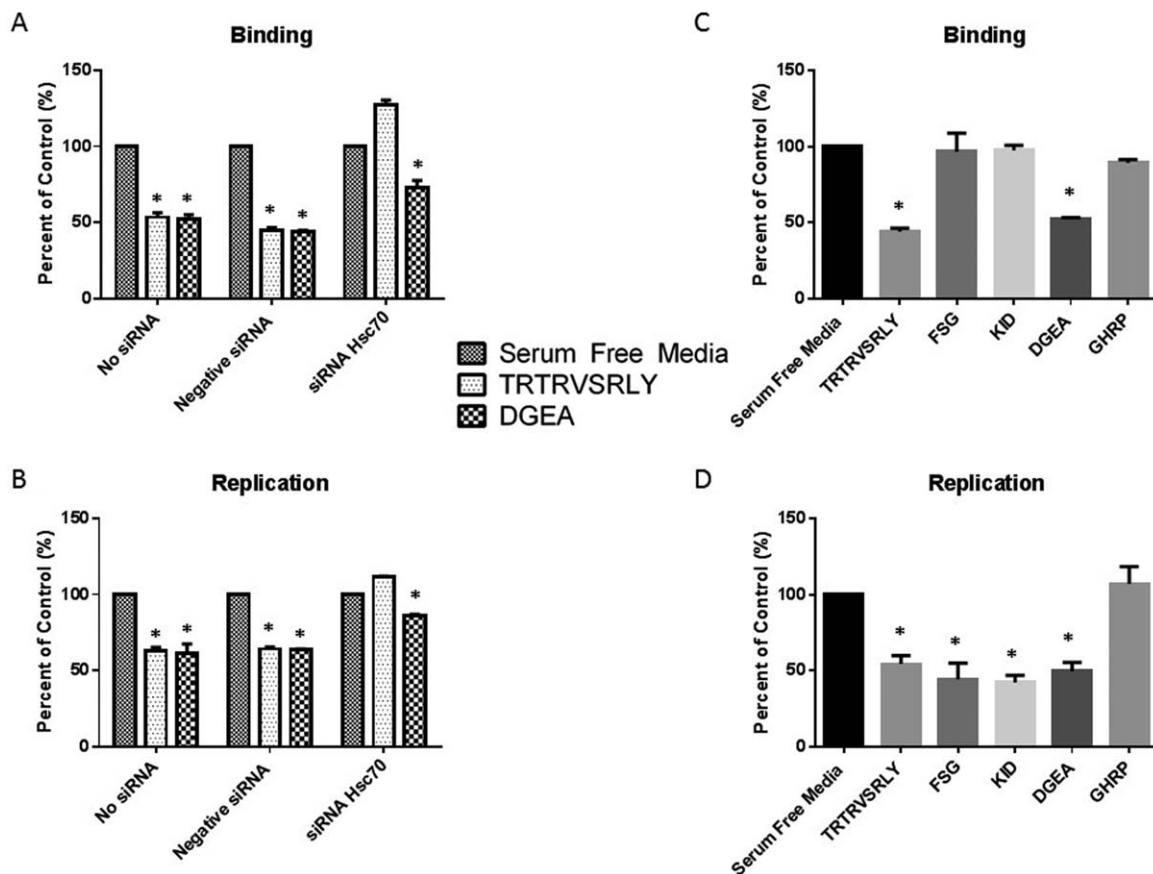 A
Binding
Percent of Control (%)
150
100
50
0
* *
* *
*
No siRNA
Negative siRNA
siRNA Hsc70
Serum Free Media
TRTRVSRLY
DGEA
B
Replication
Percent of Control (%)
150
100
50
0
* *
* *
*
No siRNA
Negative siRNA
siRNA Hsc70
C
Binding
Percent of Control (%)
150
100
50
0
*
*
Serum Free Media
TRTRVSRLY
FSG
KID
DGEA
GHRP
D
Replication
Percent of Control (%)
150
100
50
0
* * * *
Serum Free Media
TRTRVSRLY
FSG
KID
DGEA
GHRP